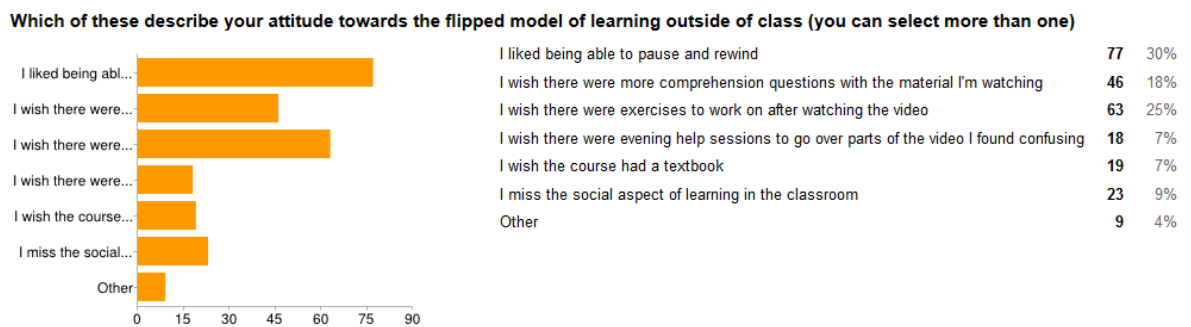 Which of these describe your attitude towards the flipped model of learning outside of class (you can select more than one)
I liked being abl...
I wish there were...
I wish there were...
I wish there were...
I wish the course...
I miss the social...
Other
0 15 30 45 60 75 90
I liked being able to pause and rewind 77 30%
I wish there were more comprehension questions with the material I'm watching 46 18%
I wish there were exercises to work on after watching the video 63 25%
I wish there were evening help sessions to go over parts of the video I found confusing 18 7%
I wish the course had a textbook 19 7%
I miss the social aspect of learning in the classroom 23 9%
Other 9 4%